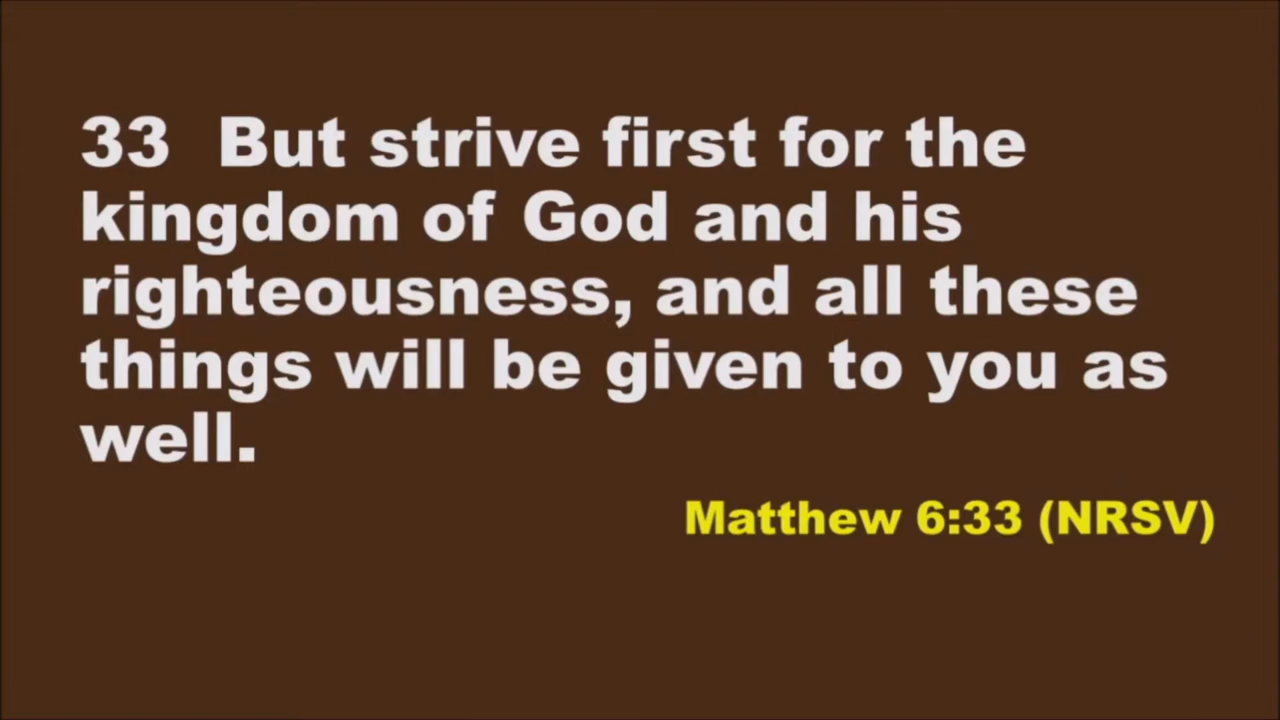 33  But strive first for the
kingdom of God and his
righteousness, and all these
things will be given to you as
well.
Matthew 6:33 (NRSV)